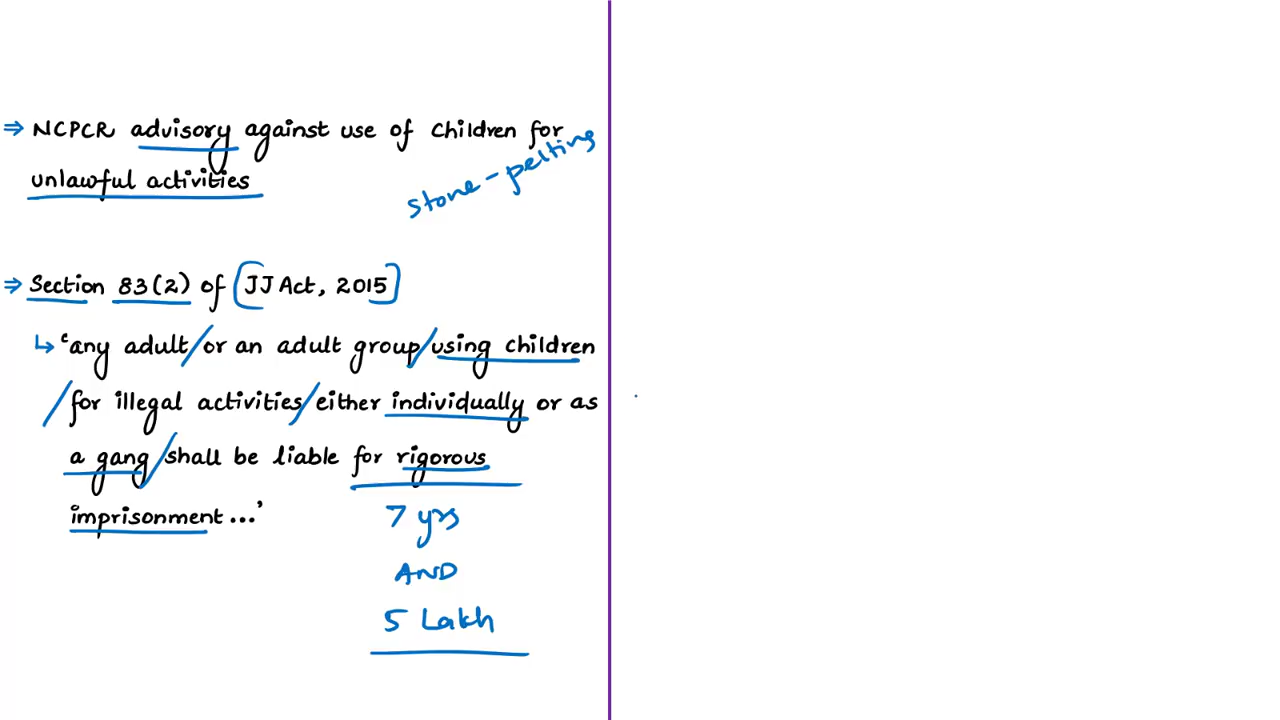 ⇒ NCPCR advisory against use of children for
unlawful activities
stone-pelting
⇒ Section 83(2) of [JJ Act, 2015]
↳ 'any adult/or an adult group/using children
/for illegal activities/either individually or as
a gang/shall be liable for rigorous
imprisonment...'
7 yrs
AND
5 Lakh